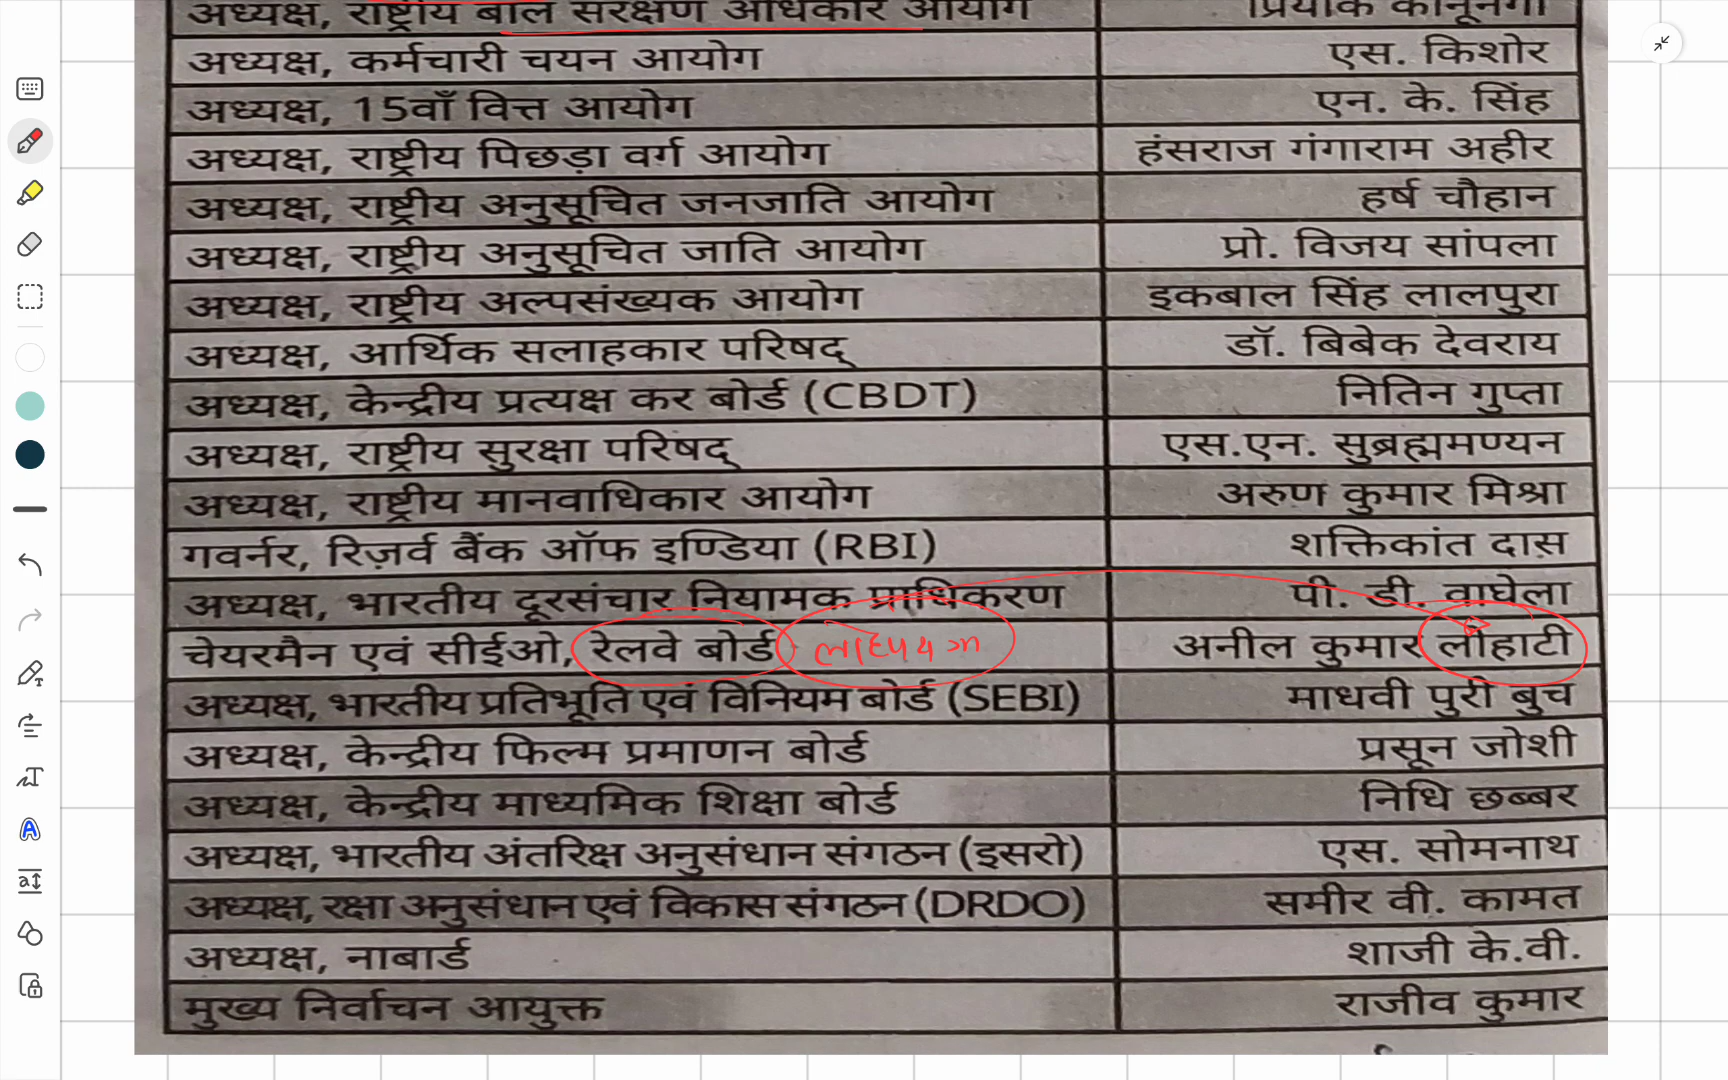 अध्यक्ष, राष्ट्रीय बाल संरक्षण अधिकार आयोग प्रियांक कानूनगो
अध्यक्ष, कर्मचारी चयन आयोग एस. किशोर
अध्यक्ष, 15वाँ वित्त आयोग एन. के. सिंह
अध्यक्ष, राष्ट्रीय पिछड़ा वर्ग आयोग हंसराज गंगाराम अहीर
अध्यक्ष, राष्ट्रीय अनुसूचित जनजाति आयोग हर्ष चौहान
अध्यक्ष, राष्ट्रीय अनुसूचित जाति आयोग प्रो. विजय सांपला
अध्यक्ष, राष्ट्रीय अल्पसंख्यक आयोग इकबाल सिंह लालपुरा
अध्यक्ष, आर्थिक सलाहकार परिषद् डॉ. बिबेक देवराय
अध्यक्ष, केन्द्रीय प्रत्यक्ष कर बोर्ड (CBDT) नितिन गुप्ता
अध्यक्ष, राष्ट्रीय सुरक्षा परिषद् एस.एन. सुब्रह्ममण्यन
अध्यक्ष, राष्ट्रीय मानवाधिकार आयोग अरुण कुमार मिश्रा
गवर्नर, रिज़र्व बैंक ऑफ इण्डिया (RBI) शक्तिकांत दास
अध्यक्ष, भारतीय दूरसंचार नियामक प्राधिकरण पी. डी. वाघेला
चेयरमैन एवं सीईओ, रेलवे बोर्ड अनील कुमार लोहाटी
अध्यक्ष, भारतीय प्रतिभूति एवं विनियम बोर्ड (SEBI) माधवी पुरी बुच
अध्यक्ष, केन्द्रीय फिल्म प्रमाणन बोर्ड प्रसून जोशी
अध्यक्ष, केन्द्रीय माध्यमिक शिक्षा बोर्ड निधि छब्बर
अध्यक्ष, भारतीय अंतरिक्ष अनुसंधान संगठन (इसरो) एस. सोमनाथ
अध्यक्ष, रक्षा अनुसंधान एवं विकास संगठन (DRDO) समीर वी. कामत
अध्यक्ष, नाबार्ड शाजी के.वी.
मुख्य निर्वाचन आयुक्त राजीव कुमार